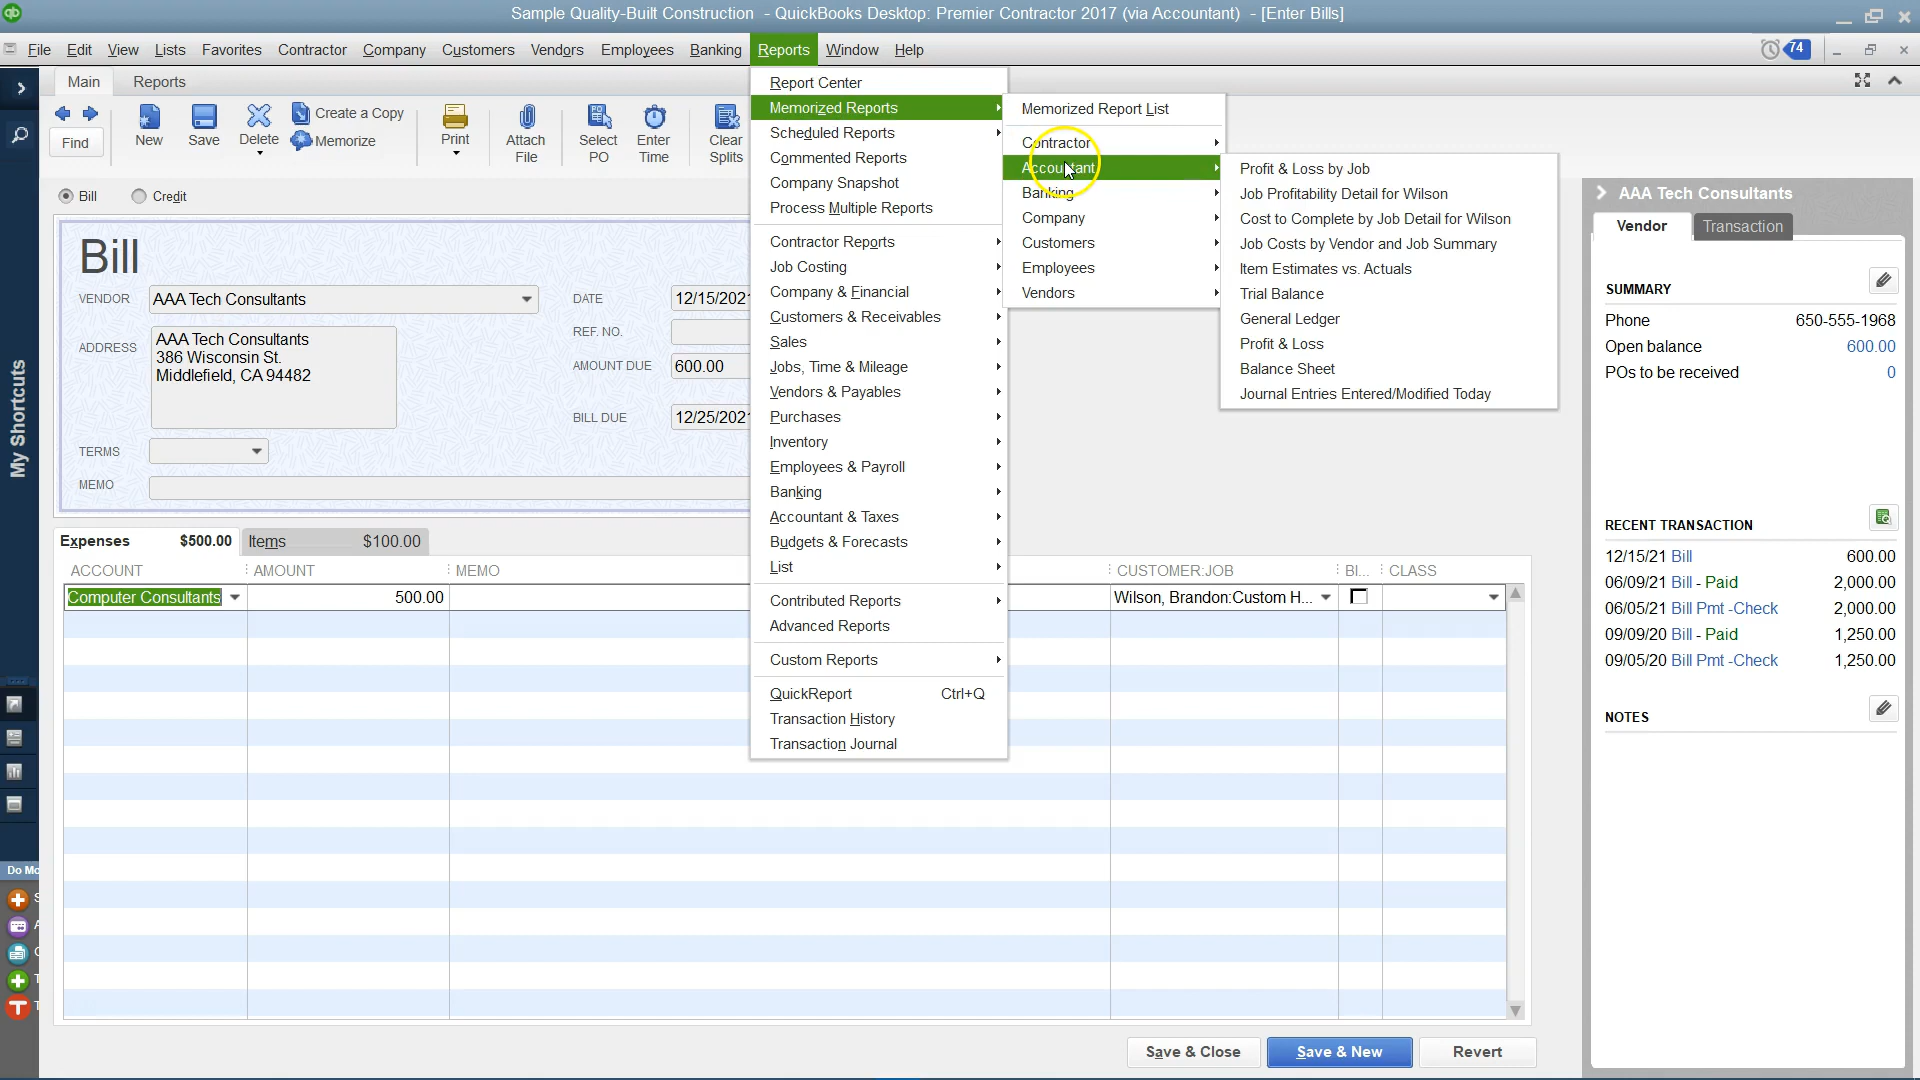 Sample Quality-Built Construction - QuickBooks Desktop: Premier Contractor 2017 (via Accountant) - [Enter Bills]
File Edit View Lists Favorites Contractor Company Customers Vendors Employees Banking Reports Window Help
74
Main Reports
Find
New
Save
Delete
Create a Copy
Memorize
Print
Attach File
Select PO
Enter Time
Clear Splits
Bill Credit
Bill
VENDOR AAA Tech Consultants
ADDRESS
AAA Tech Consultants
386 Wisconsin St.
Middlefield, CA 94482
TERMS
MEMO
DATE 12/15/2021
REF. NO.
AMOUNT DUE 600.00
BILL DUE 12/25/2021
Expenses $500.00 Items $100.00
ACCOUNT AMOUNT MEMO CUSTOMER:JOB BI... CLASS
Computer Consultants 500.00 Wilson, Brandon:Custom H...
Save & Close Save & New Revert
Report Center
Memorized Reports
Scheduled Reports
Commented Reports
Company Snapshot
Process Multiple Reports
Contractor Reports
Job Costing
Company & Financial
Customers & Receivables
Sales
Jobs, Time & Mileage
Vendors & Payables
Purchases
Inventory
Employees & Payroll
Banking
Accountant & Taxes
Budgets & Forecasts
List
Contributed Reports
Advanced Reports
Custom Reports
QuickReport Ctrl+Q
Transaction History
Transaction Journal
Memorized Report List
Contractor
Accountant
Banking
Company
Customers
Employees
Vendors
Profit & Loss by Job
Job Profitability Detail for Wilson
Cost to Complete by Job Detail for Wilson
Job Costs by Vendor and Job Summary
Item Estimates vs. Actuals
Trial Balance
General Ledger
Profit & Loss
Balance Sheet
Journal Entries Entered/Modified Today
AAA Tech Consultants
Vendor Transaction
SUMMARY
Phone 650-555-1968
Open balance 600.00
POs to be received 0
RECENT TRANSACTION
12/15/21 Bill 600.00
06/09/21 Bill - Paid 2,000.00
06/05/21 Bill Pmt -Check 2,000.00
09/09/20 Bill - Paid 1,250.00
09/05/20 Bill Pmt -Check 1,250.00
NOTES
My Shortcuts
Do Mo